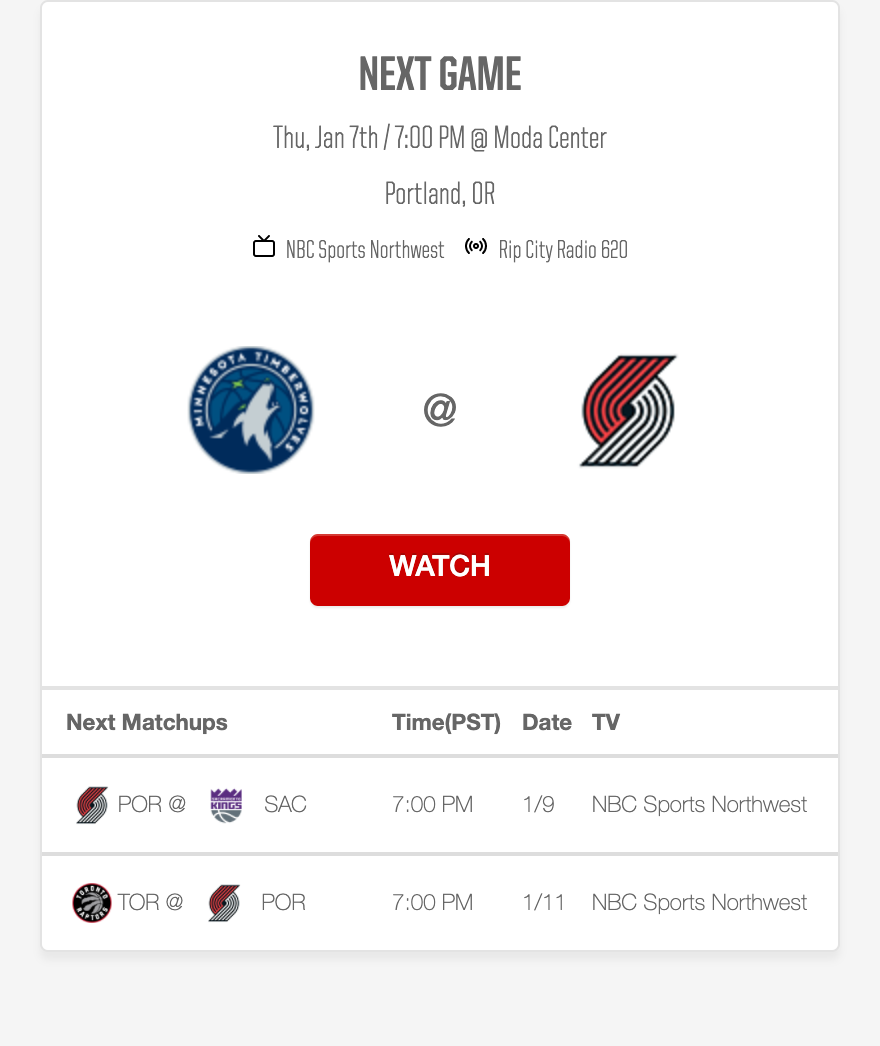 NEXT GAME
Thu, Jan 7th / 7:00 PM @ Moda Center
Portland, OR
NBC Sports Northwest Rip City Radio 620
MINNESOTA TIMBERWOLVES
@
WATCH
Next Matchups Time(PST) Date TV
POR @ SACRAMENTO KINGS SAC 7:00 PM 1/9 NBC Sports Northwest
TORONTO RAPTORS TOR @ POR 7:00 PM 1/11 NBC Sports Northwest